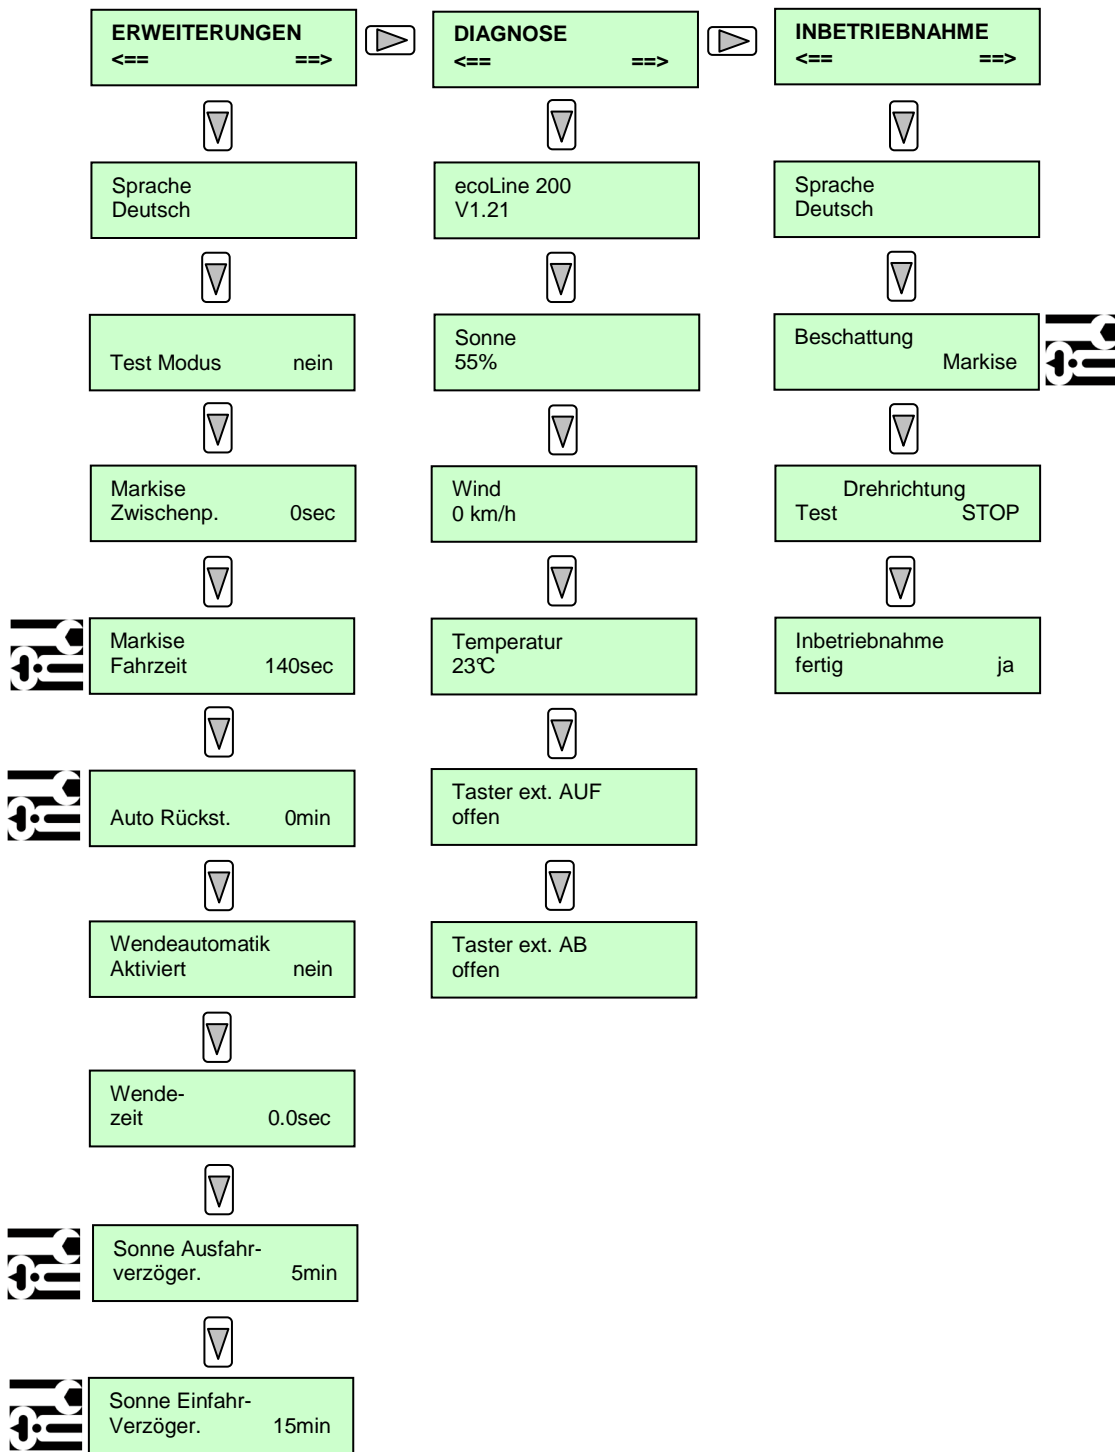 ERWEITERUNGEN
<== ==>
Sprache
Deutsch
Test Modus nein
Markise
Zwischenp. 0sec
Markise
Fahrzeit 140sec
Auto Rückst. 0min
Wendeautomatik
Aktiviert nein
Wende-
zeit 0.0sec
Sonne Ausfahr-
verzöger. 5min
Sonne Einfahr-
Verzöger. 15min
DIAGNOSE
<== ==>
ecoLine 200
V1.21
Sonne
55%
Wind
0 km/h
Temperatur
23°C
Taster ext. AUF
offen
Taster ext. AB
offen
INBETRIEBNAHME
<== ==>
Sprache
Deutsch
Beschattung
Markise
Drehrichtung
Test STOP
Inbetriebnahme
fertig ja